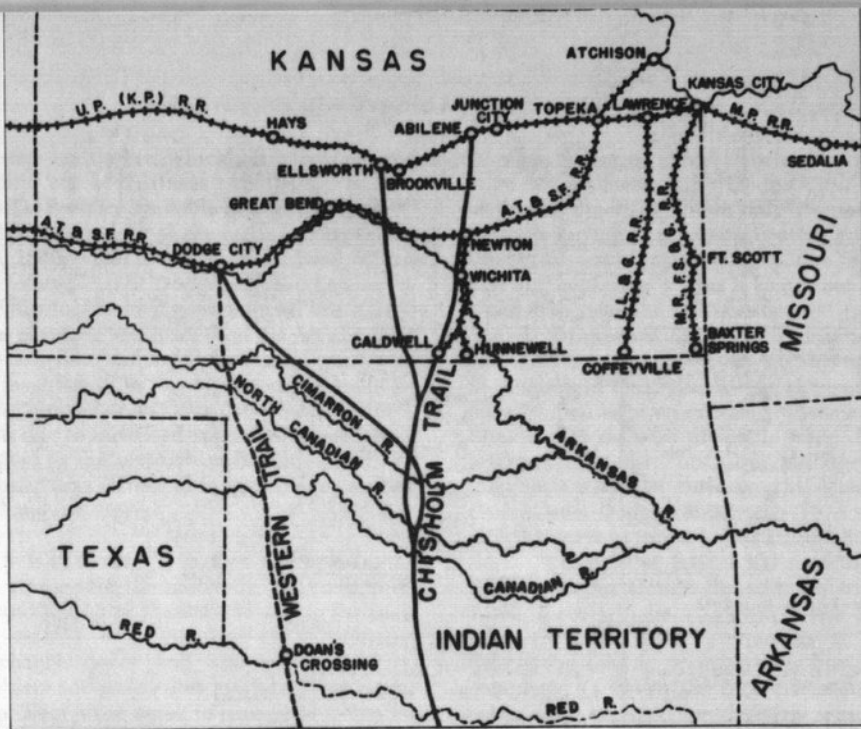 KANSAS
ATCHISON
U.P. (K.P.) R.R.
HAYS
JUNCTION
CITY
ABILENE
TOPEKA
LAWRENCE
KANSAS CITY
M.P. R.R.
SEDALIA
ELLSWORTH
BROOKVILLE
GREAT BEND
A.T. & S.F. R.R.
A.T. & S.F. R.R.
DODGE CITY
NEWTON
WICHITA
L.L. & G. R.R.
M.R. F.S. & G. R.R.
FT. SCOTT
MISSOURI
CALDWELL
HUNNEWELL
COFFEYVILLE
BAXTER
SPRINGS
CIMARRON R.
NORTH CANADIAN R.
ARKANSAS R.
CHISHOLM TRAIL
WESTERN TRAIL
CANADIAN R.
TEXAS
RED R.
DOAN'S
CROSSING
INDIAN TERRITORY
ARKANSAS
RED R.